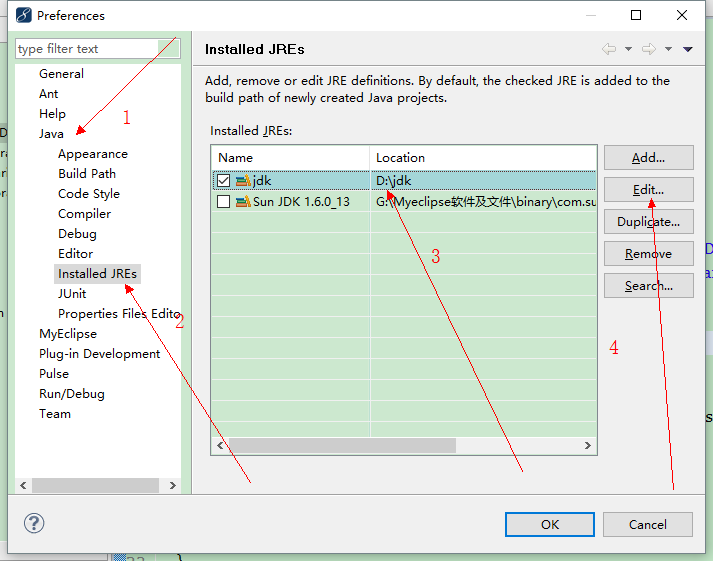 Preferences
type filter text
General
Ant
Help
Java
Appearance
Build Path
Code Style
Compiler
Debug
Editor
Installed JREs
JUnit
Properties Files Edito
MyEclipse
Plug-in Development
Pulse
Run/Debug
Team
1
2
Installed JREs
Add, remove or edit JRE definitions. By default, the checked JRE is added to the
build path of newly created Java projects.
Installed JREs:
Name Location
jdk D:\jdk
Sun JDK 1.6.0_13 G:\Myeclipse软件及文件\binary\com.su
3
Add...
Edit...
Duplicate...
Remove
Search...
4
OK Cancel